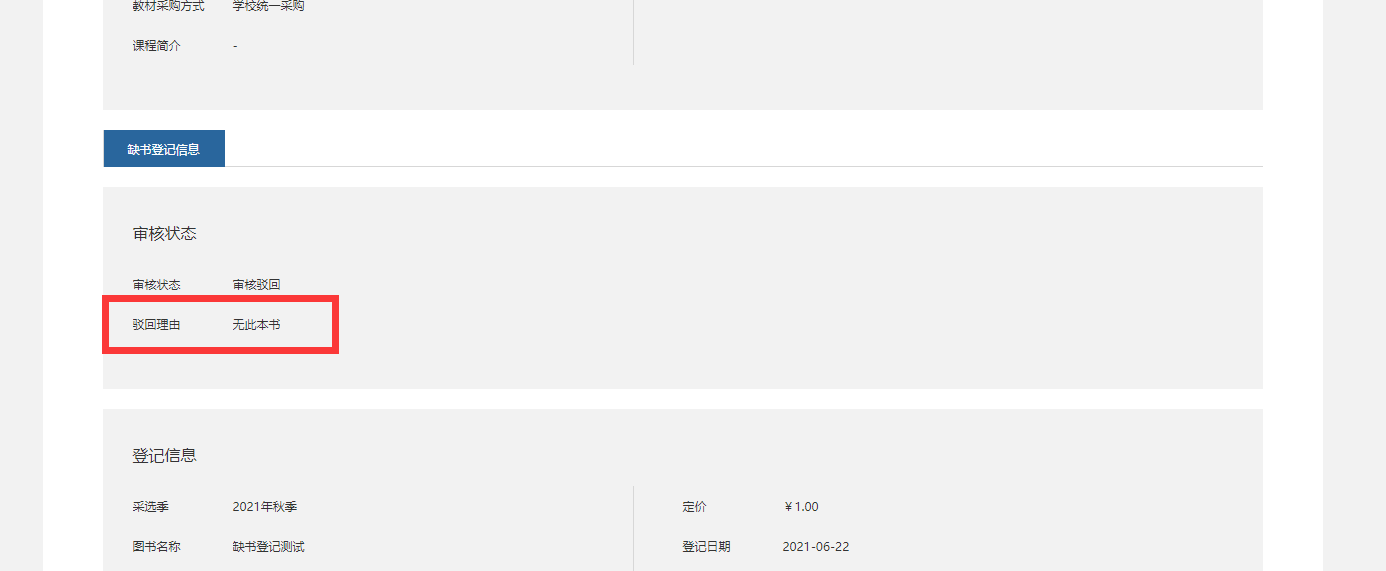 教材采购方式 学校统一采购
课程简介 -
缺书登记信息
审核状态
审核状态 审核驳回
驳回理由 无此本书
登记信息
采选季 2021年秋季 定价 ￥1.00
图书名称 缺书登记测试 登记日期 2021-06-22